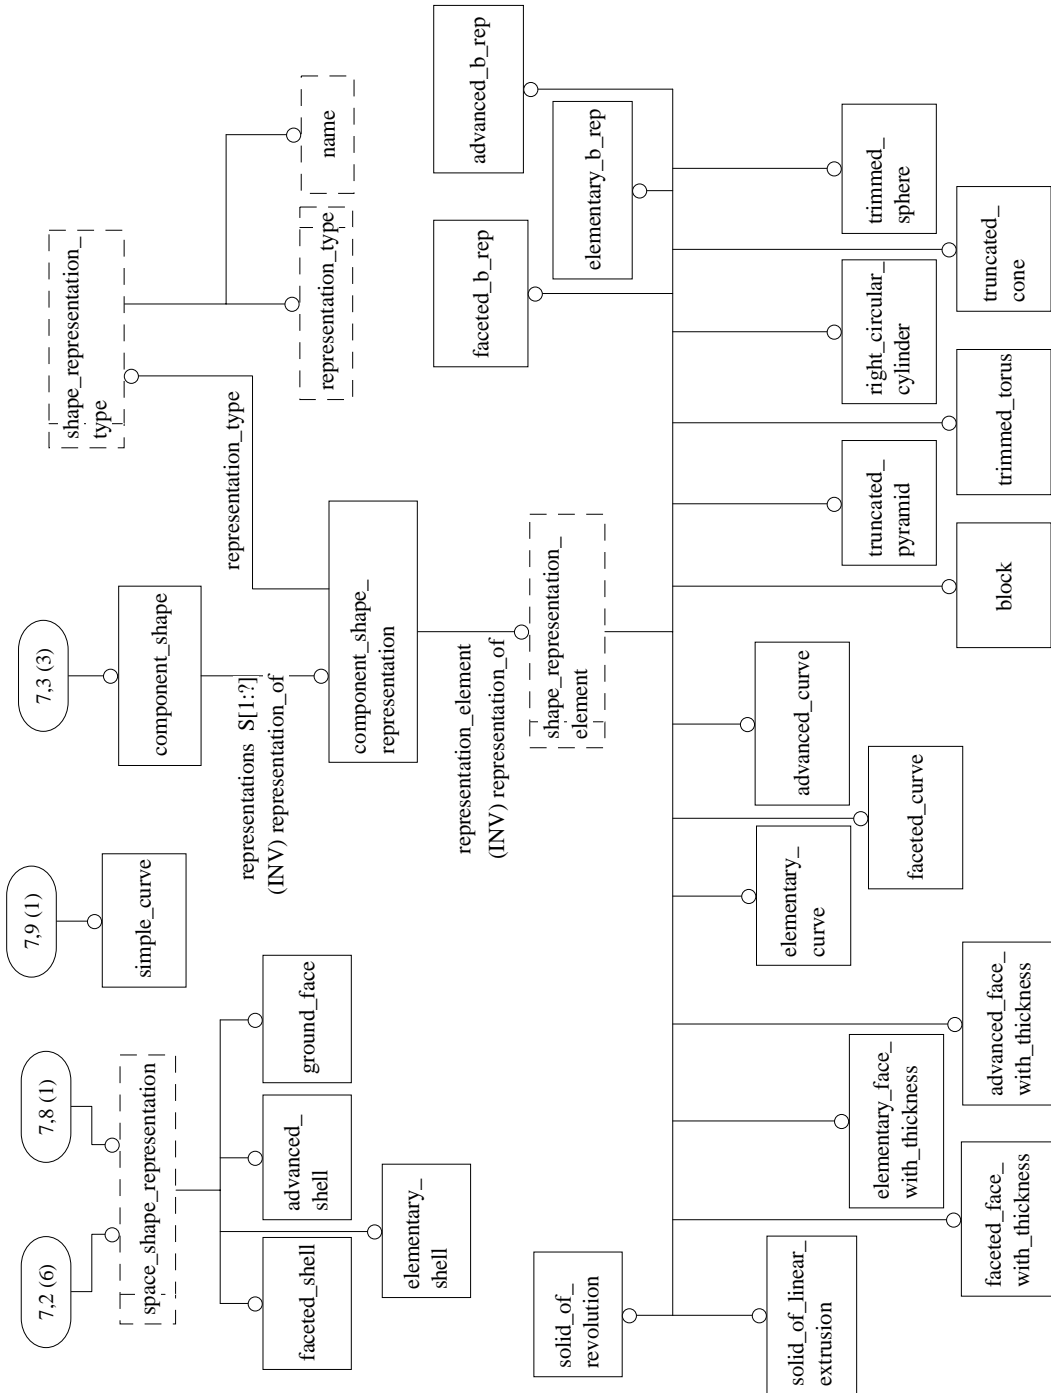 7,2 (6)
7,8 (1)
7,9 (1)
7,3 (3)
space_shape_representation
simple_curve
component_shape
shape_representation_
type
faceted_shell
advanced_
shell
ground_face
elementary_
shell
representations S[1:?]
(INV) representation_of
representation_type
component_shape_
representation
representation_type
name
representation_element
(INV) representation_of
shape_representation_
element
faceted_b_rep
advanced_b_rep
elementary_b_rep
solid_of_
revolution
solid_of_linear_
extrusion
faceted_face_
with_thickness
elementary_face_
with_thickness
advanced_face_
with_thickness
elementary_
curve
faceted_curve
advanced_curve
block
truncated_
pyramid
trimmed_torus
right_circular_
cylinder
truncated_
cone
trimmed_
sphere